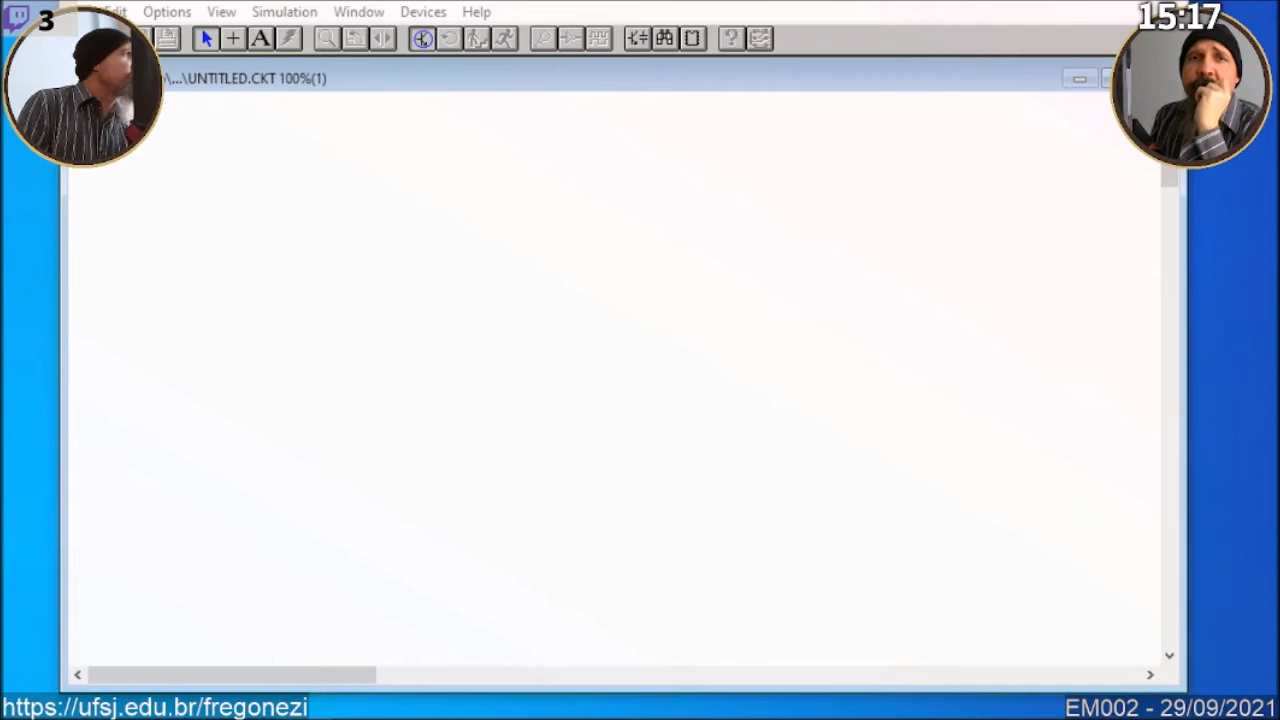 3
Edit Options View Simulation Window Devices Help
15:17
\...\UNTITLED.CKT 100%(1)
https://ufsj.edu.br/fregonezi
EM002 - 29/09/2021